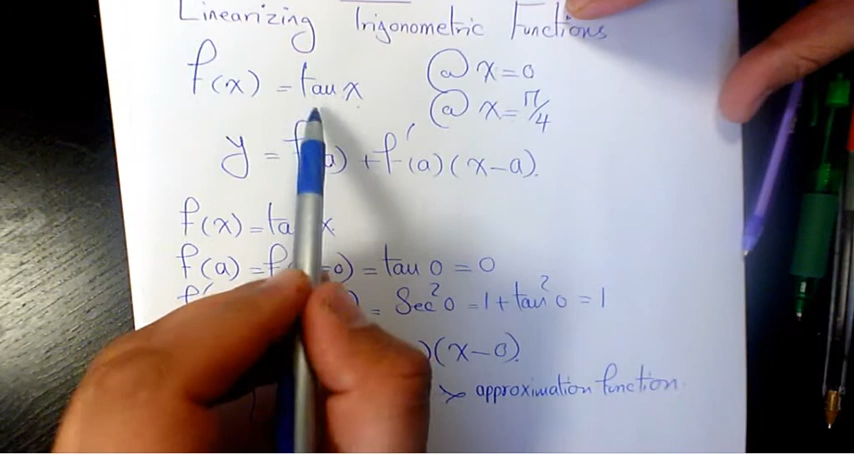 Linearizing Trigonometric Functions
f(x) = tan x @ x=0
@ x=π/4
y = f(a) + f'(a)(x-a).
f(x) = tan x.
f(a) = f( =0) = tan 0 = 0
f' ) = Sec²0 = 1+tan²0 = 1
)(x-0).
approximation function.